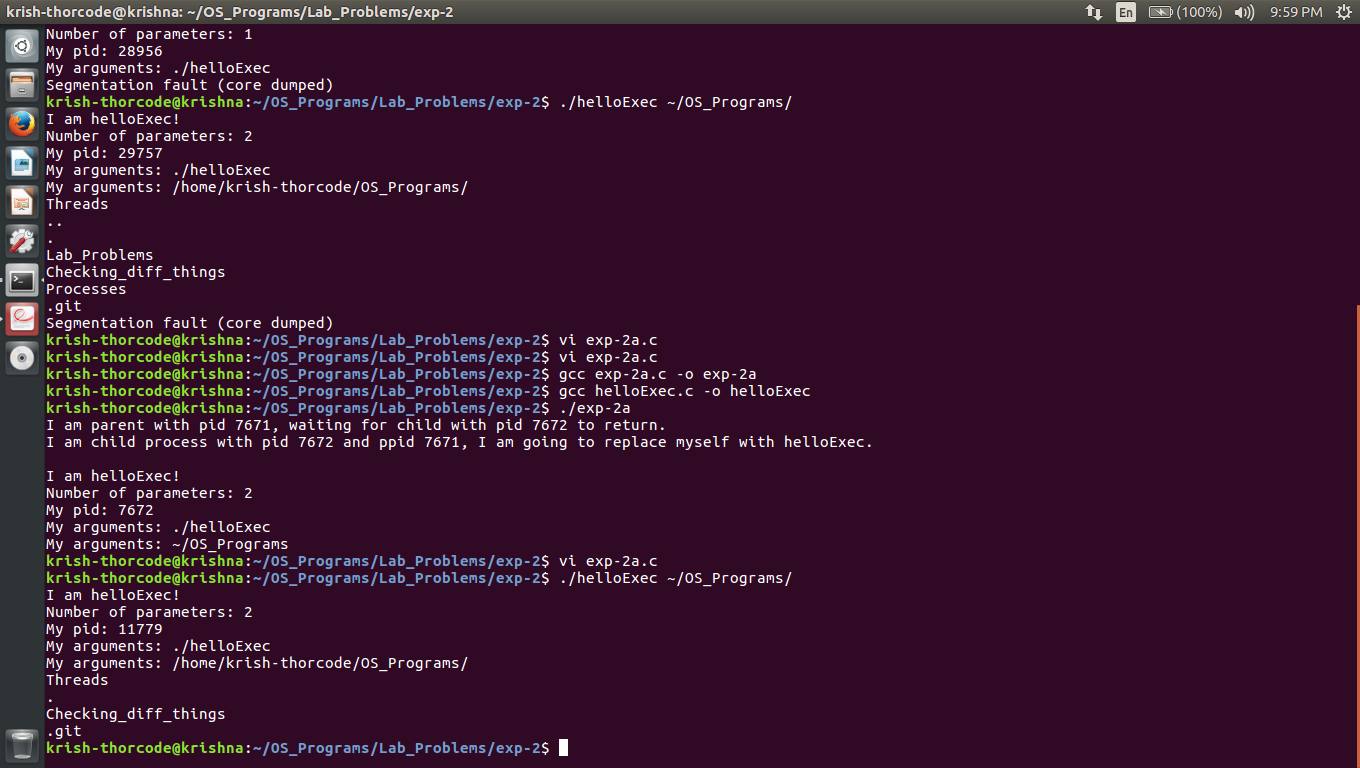 krish-thorcode@krishna: ~/OS_Programs/Lab_Problems/exp-2 En (100%) 9:59 PM
Number of parameters: 1
My pid: 28956
My arguments: ./helloExec
Segmentation fault (core dumped)
krish-thorcode@krishna:~/OS_Programs/Lab_Problems/exp-2$ ./helloExec ~/OS_Programs/
I am helloExec!
Number of parameters: 2
My pid: 29757
My arguments: ./helloExec
My arguments: /home/krish-thorcode/OS_Programs/
Threads
..
.
Lab_Problems
Checking_diff_things
Processes
.git
Segmentation fault (core dumped)
krish-thorcode@krishna:~/OS_Programs/Lab_Problems/exp-2$ vi exp-2a.c
krish-thorcode@krishna:~/OS_Programs/Lab_Problems/exp-2$ vi exp-2a.c
krish-thorcode@krishna:~/OS_Programs/Lab_Problems/exp-2$ gcc exp-2a.c -o exp-2a
krish-thorcode@krishna:~/OS_Programs/Lab_Problems/exp-2$ gcc helloExec.c -o helloExec
krish-thorcode@krishna:~/OS_Programs/Lab_Problems/exp-2$ ./exp-2a
I am parent with pid 7671, waiting for child with pid 7672 to return.
I am child process with pid 7672 and ppid 7671, I am going to replace myself with helloExec.
I am helloExec!
Number of parameters: 2
My pid: 7672
My arguments: ./helloExec
My arguments: ~/OS_Programs
krish-thorcode@krishna:~/OS_Programs/Lab_Problems/exp-2$ vi exp-2a.c
krish-thorcode@krishna:~/OS_Programs/Lab_Problems/exp-2$ ./helloExec ~/OS_Programs/
I am helloExec!
Number of parameters: 2
My pid: 11779
My arguments: ./helloExec
My arguments: /home/krish-thorcode/OS_Programs/
Threads
.
Checking_diff_things
.git
krish-thorcode@krishna:~/OS_Programs/Lab_Problems/exp-2$